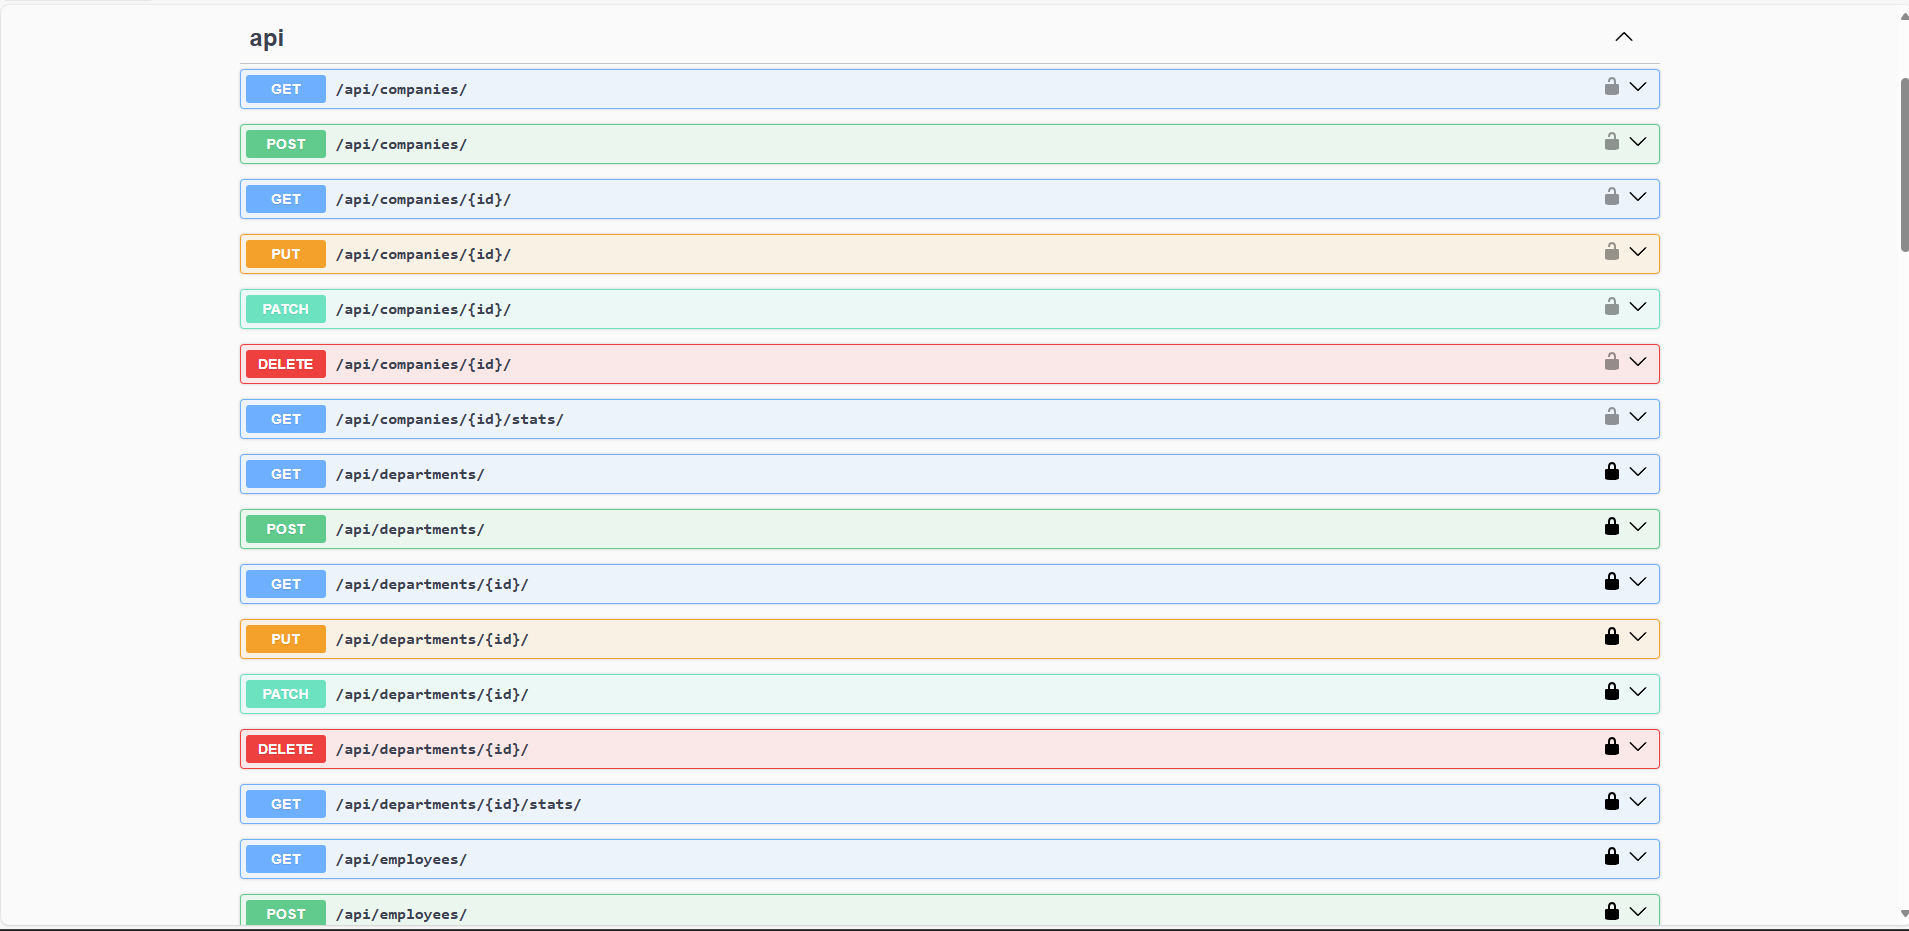 api
GET /api/companies/
POST /api/companies/
GET /api/companies/{id}/
PUT /api/companies/{id}/
PATCH /api/companies/{id}/
DELETE /api/companies/{id}/
GET /api/companies/{id}/stats/
GET /api/departments/
POST /api/departments/
GET /api/departments/{id}/
PUT /api/departments/{id}/
PATCH /api/departments/{id}/
DELETE /api/departments/{id}/
GET /api/departments/{id}/stats/
GET /api/employees/
POST /api/employees/